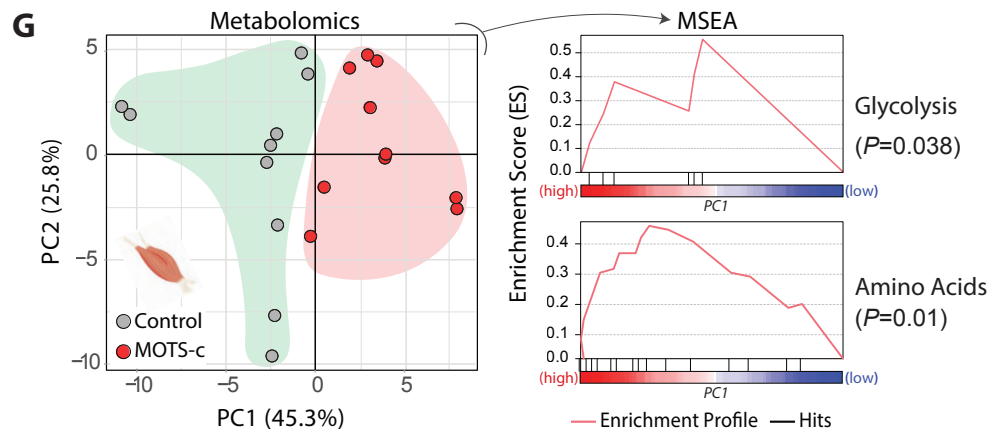 G
Metabolomics
MSEA
5
0
−5
−10
PC2 (25.8%)
Control
MOTS-c
−10
−5
0
5
PC1 (45.3%)
Enrichment Score (ES)
0.5
0.4
0.3
0.2
0.1
0.0
(high)
(low)
PC1
Glycolysis
(P=0.038)
0.4
0.3
0.2
0.1
0.0
(high)
(low)
PC1
Amino Acids
(P=0.01)
Enrichment Profile
Hits